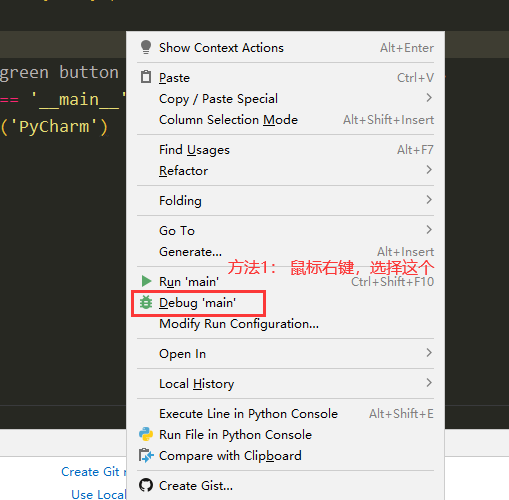 Show Context Actions Alt+Enter
Paste Ctrl+V
green button
Copy / Paste Special
== '__main__'
Column Selection Mode Alt+Shift+Insert
('PyCharm')
Find Usages Alt+F7
Refactor
Folding
Go To
Generate... Alt+Insert
方法1： 鼠标右键，选择这个
Run 'main' Ctrl+Shift+F10
Debug 'main'
Modify Run Configuration...
Open In
Local History
Execute Line in Python Console Alt+Shift+E
Run File in Python Console
Compare with Clipboard
Create Git
Create Gist...
Use Local